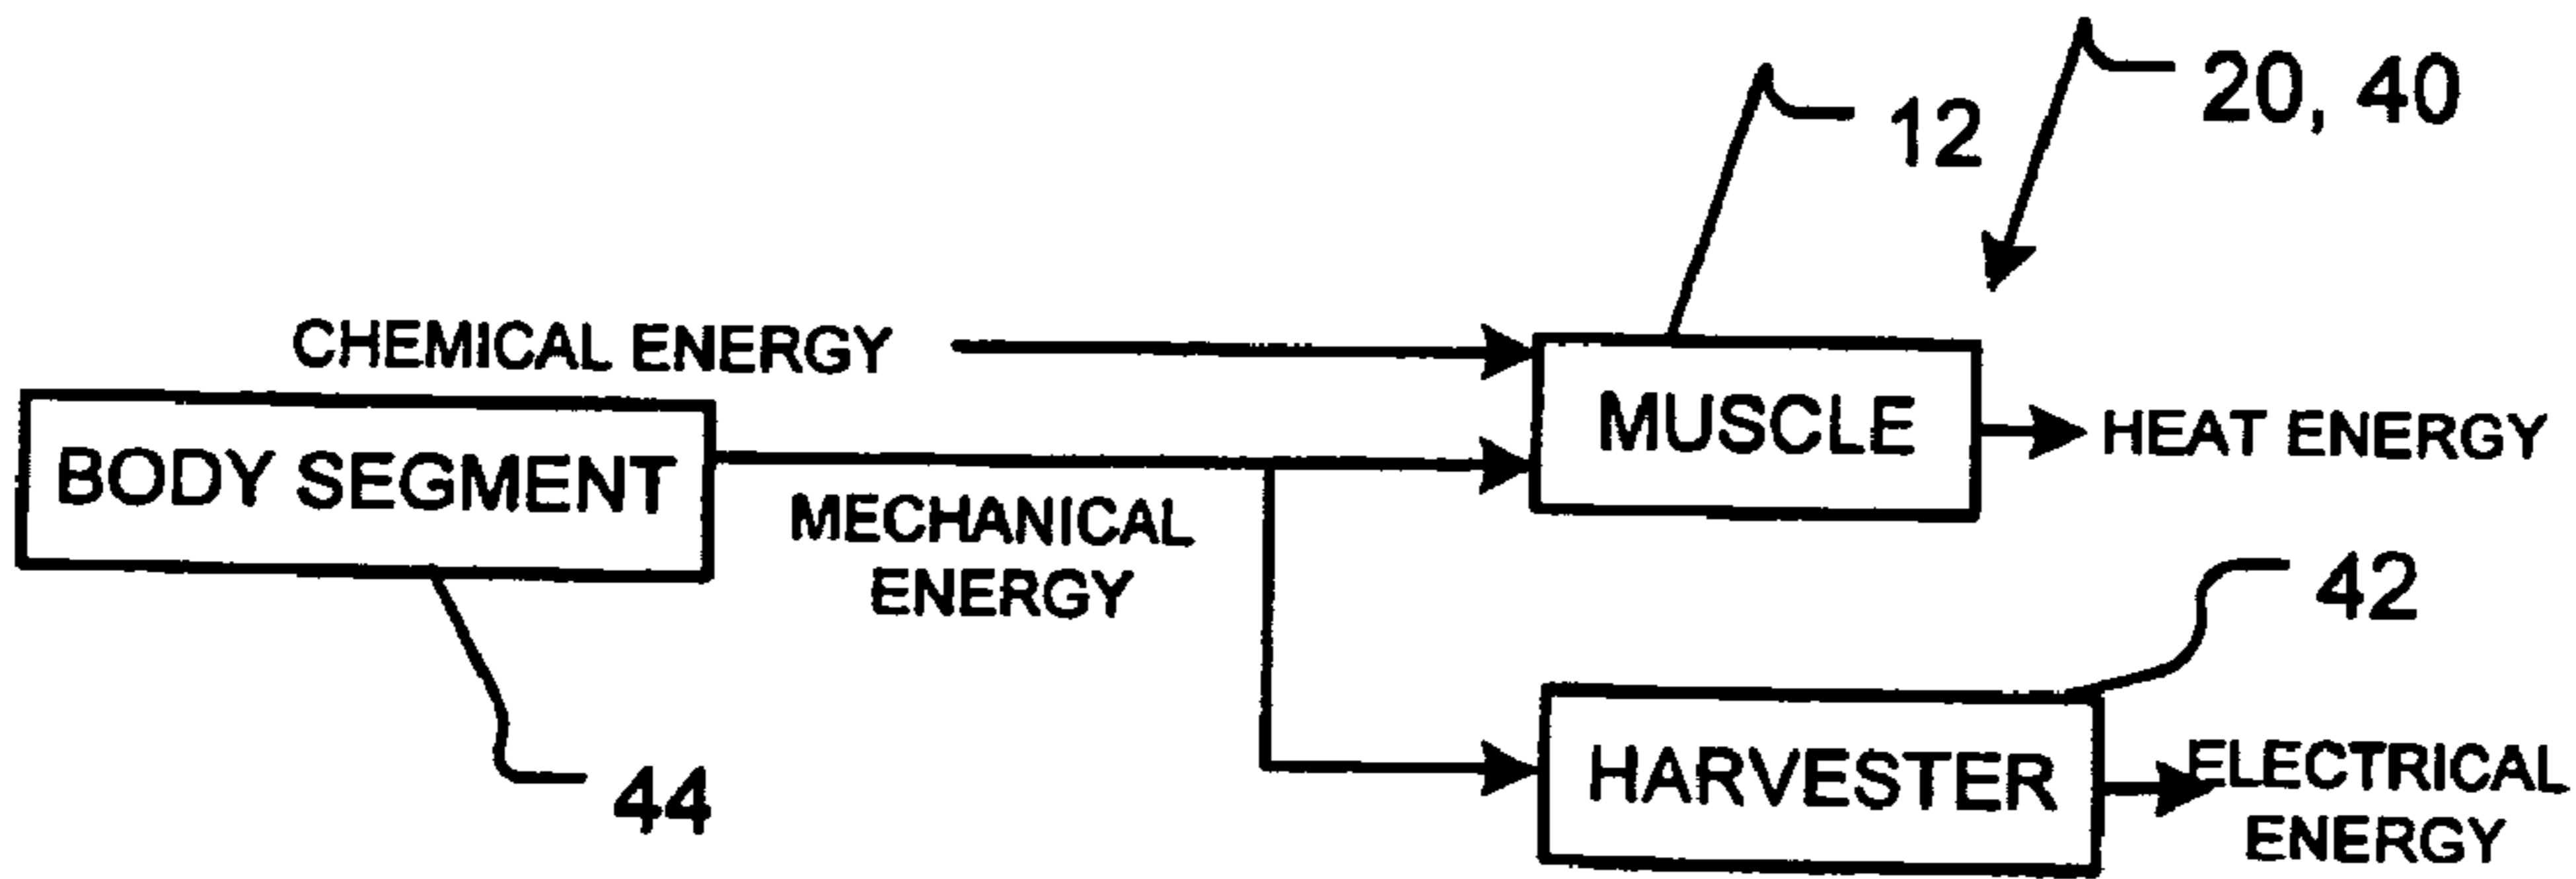 20, 40
12
CHEMICAL ENERGY
MUSCLE
HEAT ENERGY
BODY SEGMENT
MECHANICAL
ENERGY
42
44
HARVESTER
ELECTRICAL
ENERGY